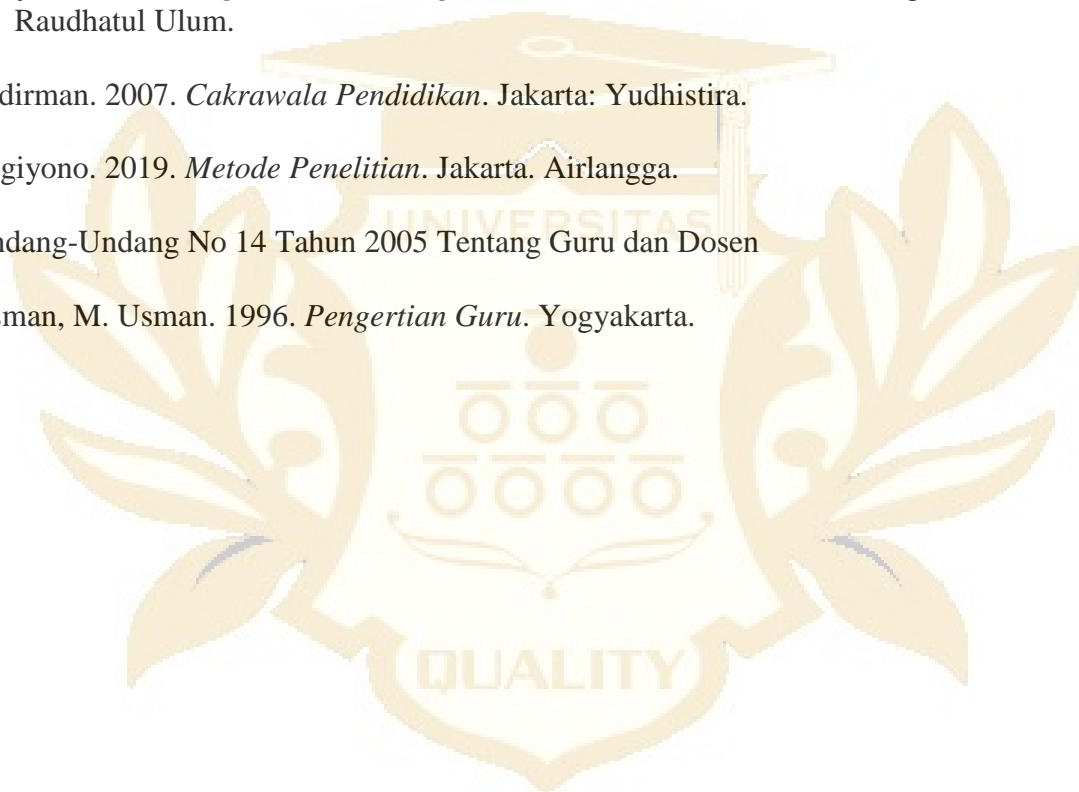 Raudhatul Ulum.
dirman. 2007. Cakrawala Pendidikan. Jakarta: Yudhistira.
giyono. 2019. Metode Penelitian. Jakarta. Airlangga.
ndang-Undang No 14 Tahun 2005 Tentang Guru dan Dosen
sman, M. Usman. 1996. Pengertian Guru. Yogyakarta.
UNIVERSITAS
QUALITY